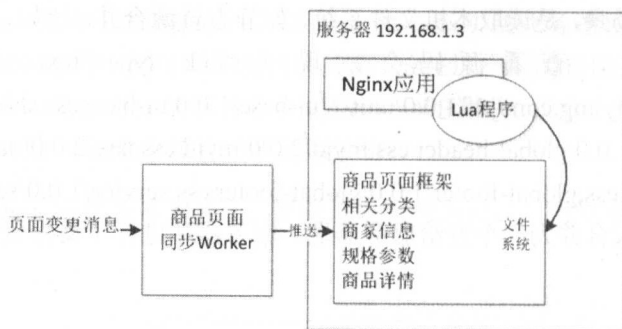 服务器 192.168.1.3
Nginx应用
Lua程序
商品页面框架
相关分类
商家信息
规格参数
商品详情
文件
系统
页面变更消息
商品页面
同步Worker
推送